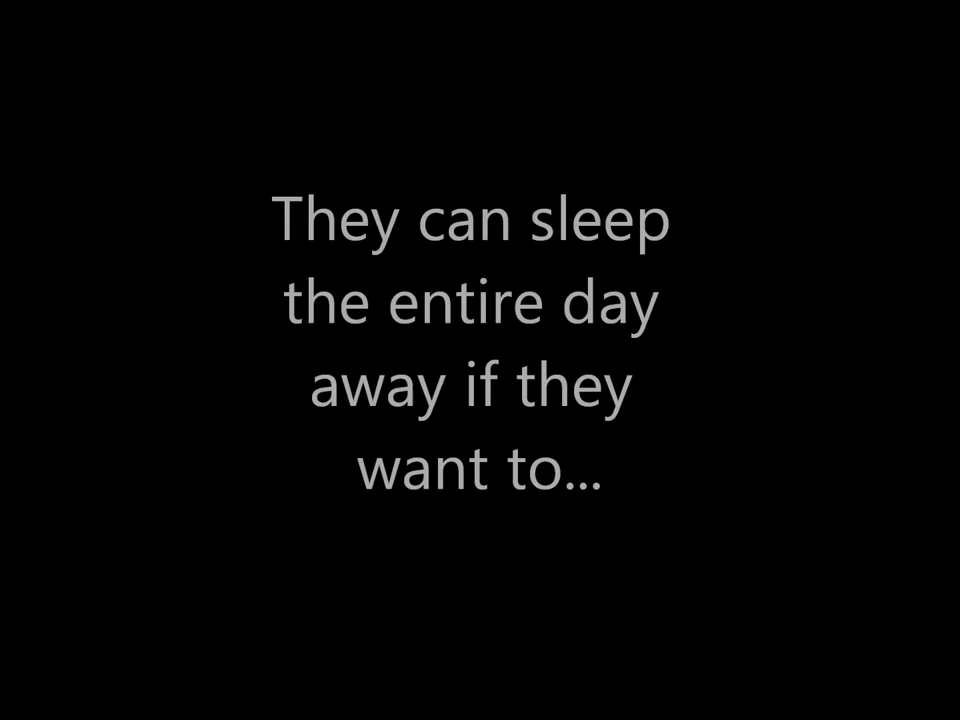 They can sleep
the entire day
away if they
want to...